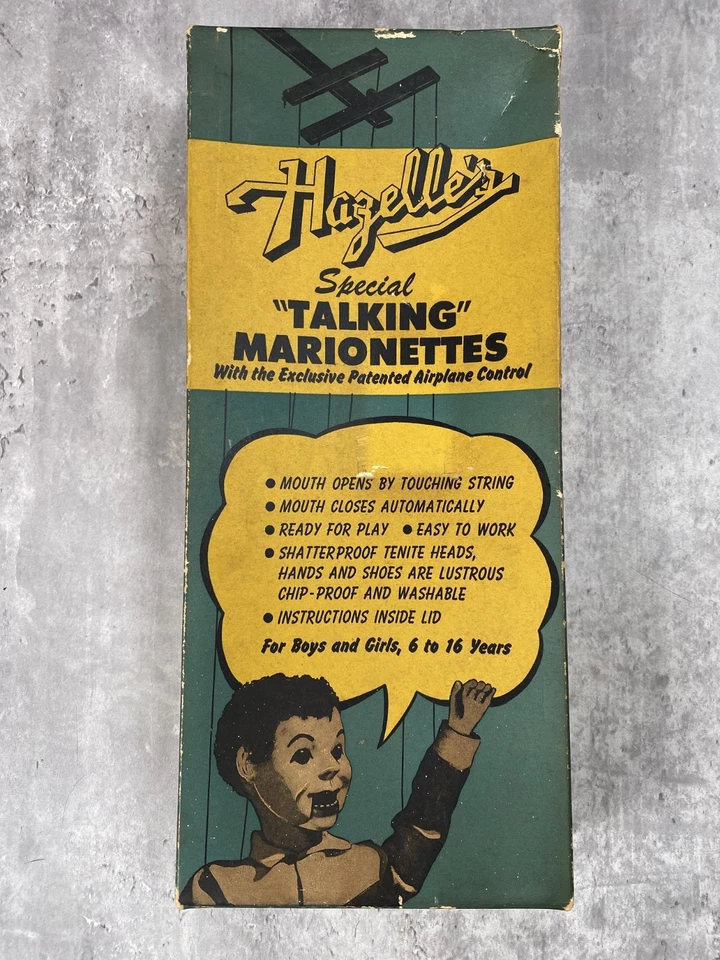 Hazelle's
Special
"TALKING"
MARIONETTES
With the Exclusive Patented Airplane Control
● MOUTH OPENS BY TOUCHING STRING
● MOUTH CLOSES AUTOMATICALLY
● READY FOR PLAY ● EASY TO WORK
● SHATTERPROOF TENITE HEADS,
HANDS AND SHOES ARE LUSTROUS
CHIP-PROOF AND WASHABLE
● INSTRUCTIONS INSIDE LID
For Boys and Girls, 6 to 16 Years